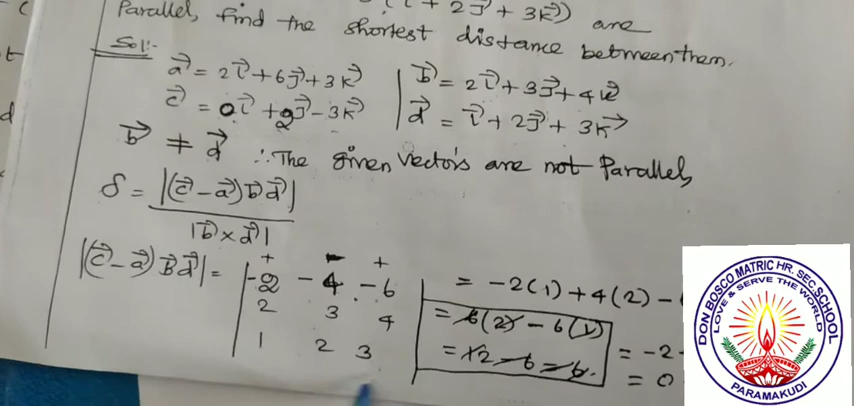 (i⃗ + 2j⃗ + 3k⃗) are
Parallel, find the shortest distance between them.
Sol:-
a⃗ = 2i⃗ + 6j⃗ + 3k⃗ | b⃗ = 2i⃗ + 3j⃗ + 4k⃗
c⃗ = 0i⃗ + 2j⃗ - 3k⃗ | d⃗ = i⃗ + 2j⃗ + 3k⃗
b⃗ ≠ d⃗ ∴ The given vectors are not Parallel,
δ = |(c⃗ - a⃗) b⃗ d⃗|
|b⃗ × d⃗|
+ - +
|(c⃗ - a⃗) b⃗ d⃗| = | -2 -4 -6 = -2(1) + 4(2) -
2 3 4 = 6(2) - 6(1)
1 2 3 = 12 - 6 = 6. = -2
= 0
DON BOSCO MATRIC HR. SEC. SCHOOL
LOVE & SERVE THE WORLD
PARAMAKUDI